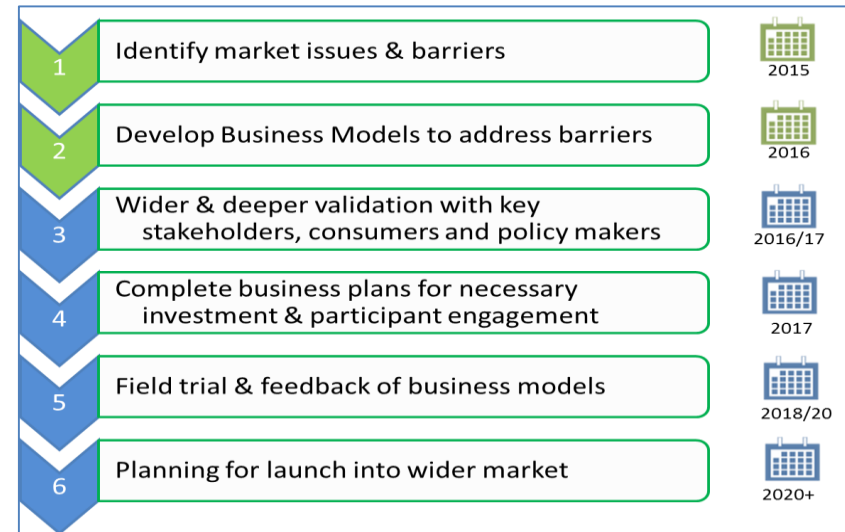 1
Identify market issues & barriers
2015
2
Develop Business Models to address barriers
2016
3
Wider & deeper validation with key
stakeholders, consumers and policy makers
2016/17
4
Complete business plans for necessary
investment & participant engagement
2017
5
Field trial & feedback of business models
2018/20
6
Planning for launch into wider market
2020+